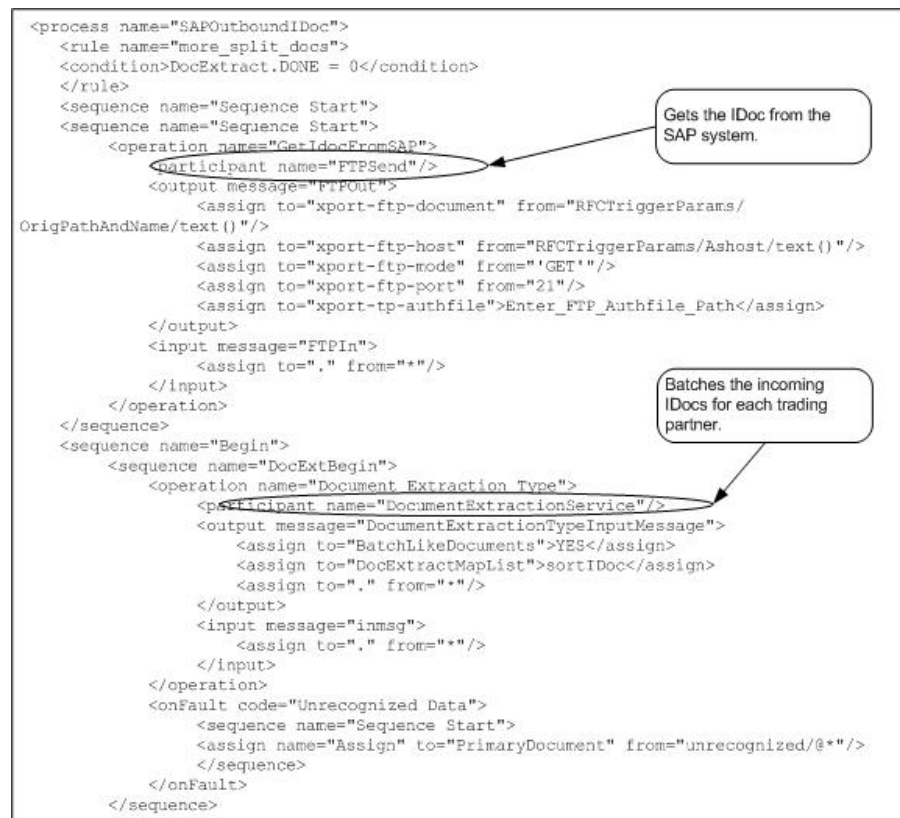 <process name="SAPOutboundIDoc">
<rule name="more_split_docs">
<condition>DocExtract.DONE = 0</condition>
</rule>
<sequence name="Sequence Start">
<sequence name="Sequence Start">
Gets the IDoc from the
SAP system.
<operation name="GetIdocFromSAP">
<participant name="FTPSend"/>
<output message="FTPOut">
<assign to="xport-ftp-document" from="RFCTriggerParams/
OrigPathAndName/text()"/>
<assign to="xport-ftp-host" from="RFCTriggerParams/Ashost/text()"/>
<assign to="xport-ftp-mode" from="'GET'"/>
<assign to="xport-ftp-port" from="21"/>
<assign to="xport-tp-authfile">Enter_FTP_Authfile_Path</assign>
</output>
<input message="FTPIn">
<assign to="." from="*"/>
</input>
</operation>
</sequence>
Batches the incoming
IDocs for each trading
partner.
<sequence name="Begin">
<sequence name="DocExtBegin">
<operation name="Document Extraction Type">
<participant name="DocumentExtractionService"/>
<output message="DocumentExtractionTypeInputMessage">
<assign to="BatchLikeDocuments">YES</assign>
<assign to="DocExtractMapList">sortIDoc</assign>
<assign to="." from="*"/>
</output>
<input message="inmsg">
<assign to="." from="*"/>
</input>
</operation>
<onFault code="Unrecognized Data">
<sequence name="Sequence Start">
<assign name="Assign" to="PrimaryDocument" from="unrecognized/@*"/>
</sequence>
</onFault>
</sequence>